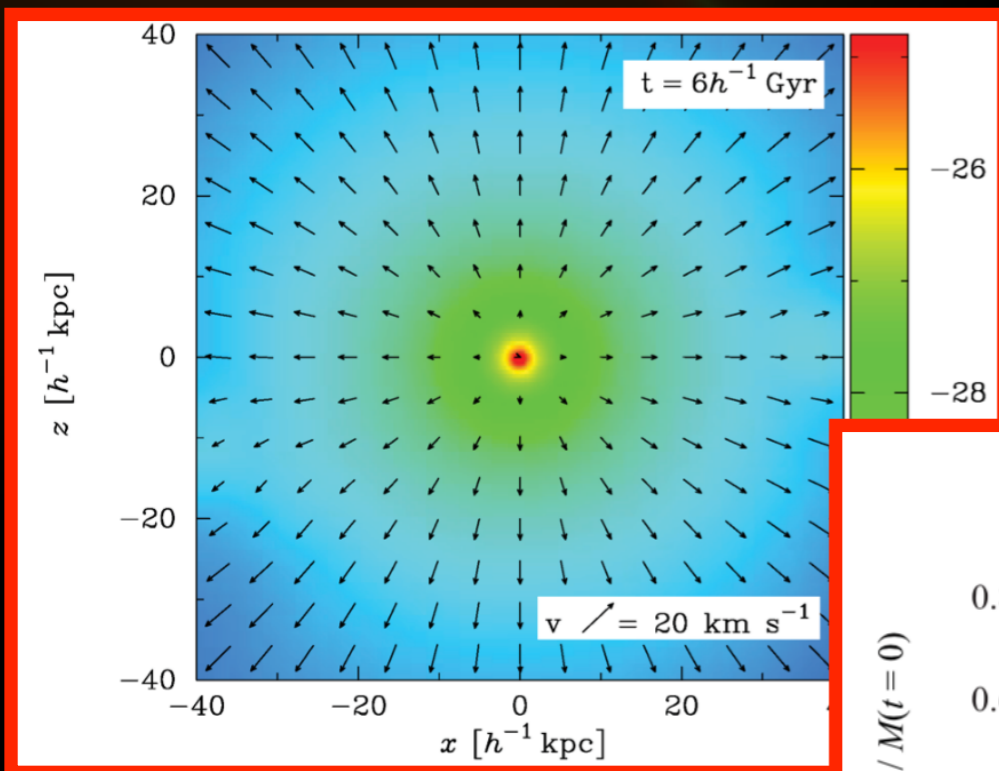 40
20
0
−20
−40
z [h⁻¹ kpc]
t = 6h⁻¹ Gyr
v = 20 km s⁻¹
−40 −20 0 20
x [h⁻¹ kpc]
−26
−28
0.
0.
/ M(t = 0)